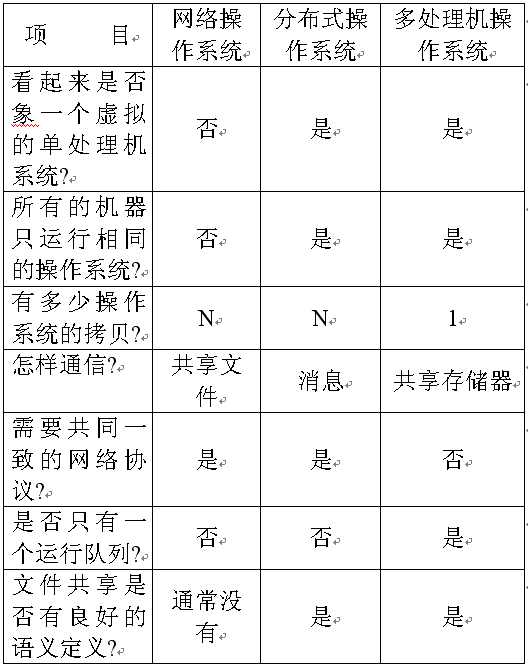 项 目 网络操作系统 分布式操作系统 多处理机操作系统
看起来是否象一个虚拟的单处理机系统? 否 是 是
所有的机器只运行相同的操作系统? 否 是 是
有多少操作系统的拷贝? N N 1
怎样通信? 共享文件 消息 共享存储器
需要共同一致的网络协议? 是 是 否
是否只有一个运行队列? 否 否 是
文件共享是否有良好的语义定义? 通常没有 是 是